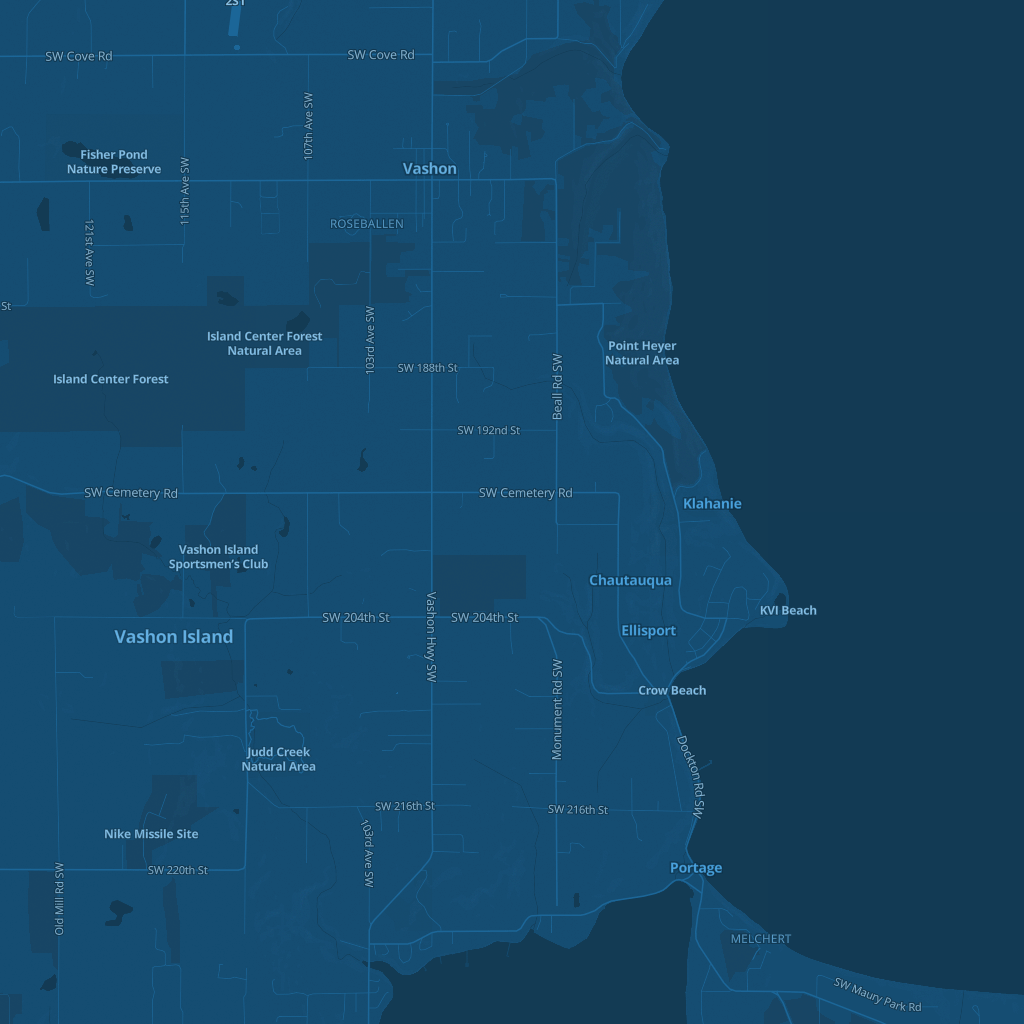 2S1
SW Cove Rd
SW Cove Rd
107th Ave SW
Fisher Pond
Nature Preserve
Vashon
115th Ave SW
121st Ave SW
ROSEBALLEN
St
103rd Ave SW
Island Center Forest
Natural Area
Point Heyer
Natural Area
SW 188th St
Island Center Forest
Beall Rd SW
SW 192nd St
SW Cemetery Rd
SW Cemetery Rd
Klahanie
Vashon Island
Sportsmen's Club
Chautauqua
KVI Beach
SW 204th St
SW 204th St
Vashon Hwy SW
Vashon Island
Ellisport
Crow Beach
Monument Rd SW
Judd Creek
Natural Area
Dockton Rd SW
SW 216th St
SW 216th St
Nike Missile Site
103rd Ave SW
SW 220th St
Portage
Old Mill Rd SW
MELCHERT
SW Maury Park Rd